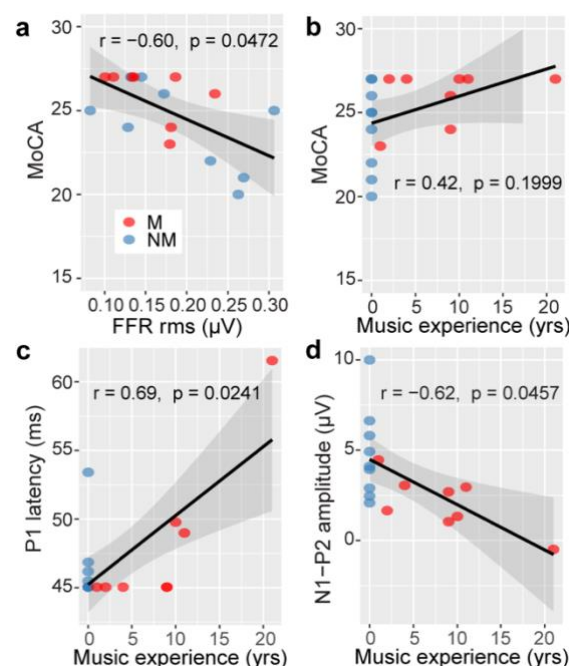 a
r = −0.60, p = 0.0472
30
25
20
15
MoCA
M
NM
0.10 0.15 0.20 0.25 0.30
FFR rms (µV)
b
30
25
20
15
MoCA
r = 0.42, p = 0.1999
0 5 10 15 20
Music experience (yrs)
c
r = 0.69, p = 0.0241
60
55
50
45
P1 latency (ms)
0 5 10 15 20
Music experience (yrs)
d
r = −0.62, p = 0.0457
10
5
0
N1−P2 amplitude (µV)
0 5 10 15 20
Music experience (yrs)